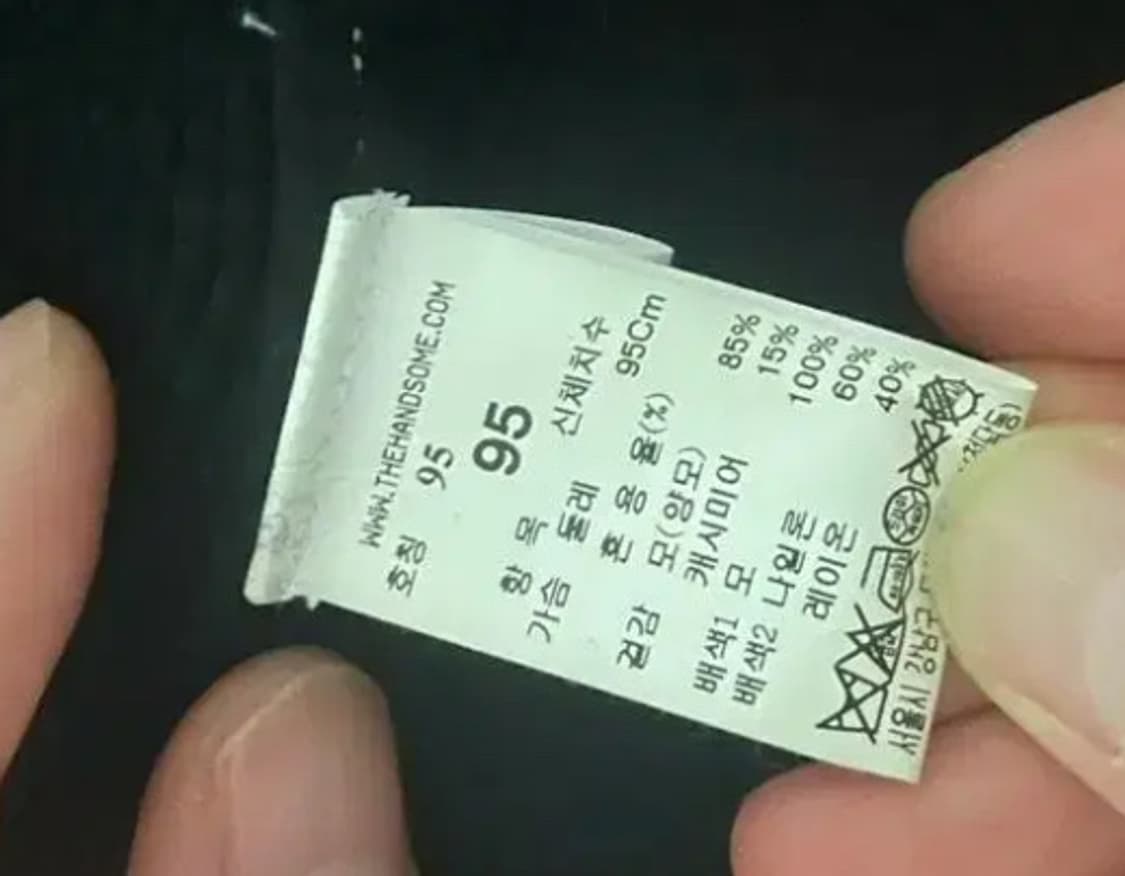 WWW.THEHANDSOME.COM
호칭 95
95
항 목 신체치수
가슴 둘레 95Cm
혼 용 율(%)
겉감 모(양모) 85%
캐시미어 15%
배색1 모 100%
배색2 나일론 60%
레이온 40%
서울시 강남구